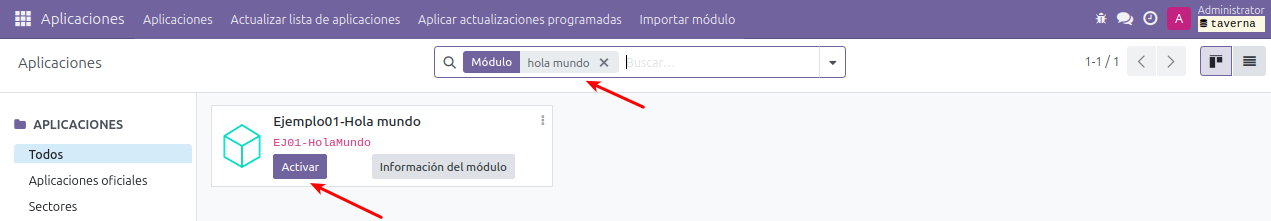 Aplicaciones Aplicaciones Actualizar lista de aplicaciones Aplicar actualizaciones programadas Importar módulo A Administrator
taverna
Aplicaciones Módulo hola mundo Buscar... 1-1 / 1
APLICACIONES
Todos
Aplicaciones oficiales
Sectores
Ejemplo01-Hola mundo
EJ01-HolaMundo
Activar Información del módulo